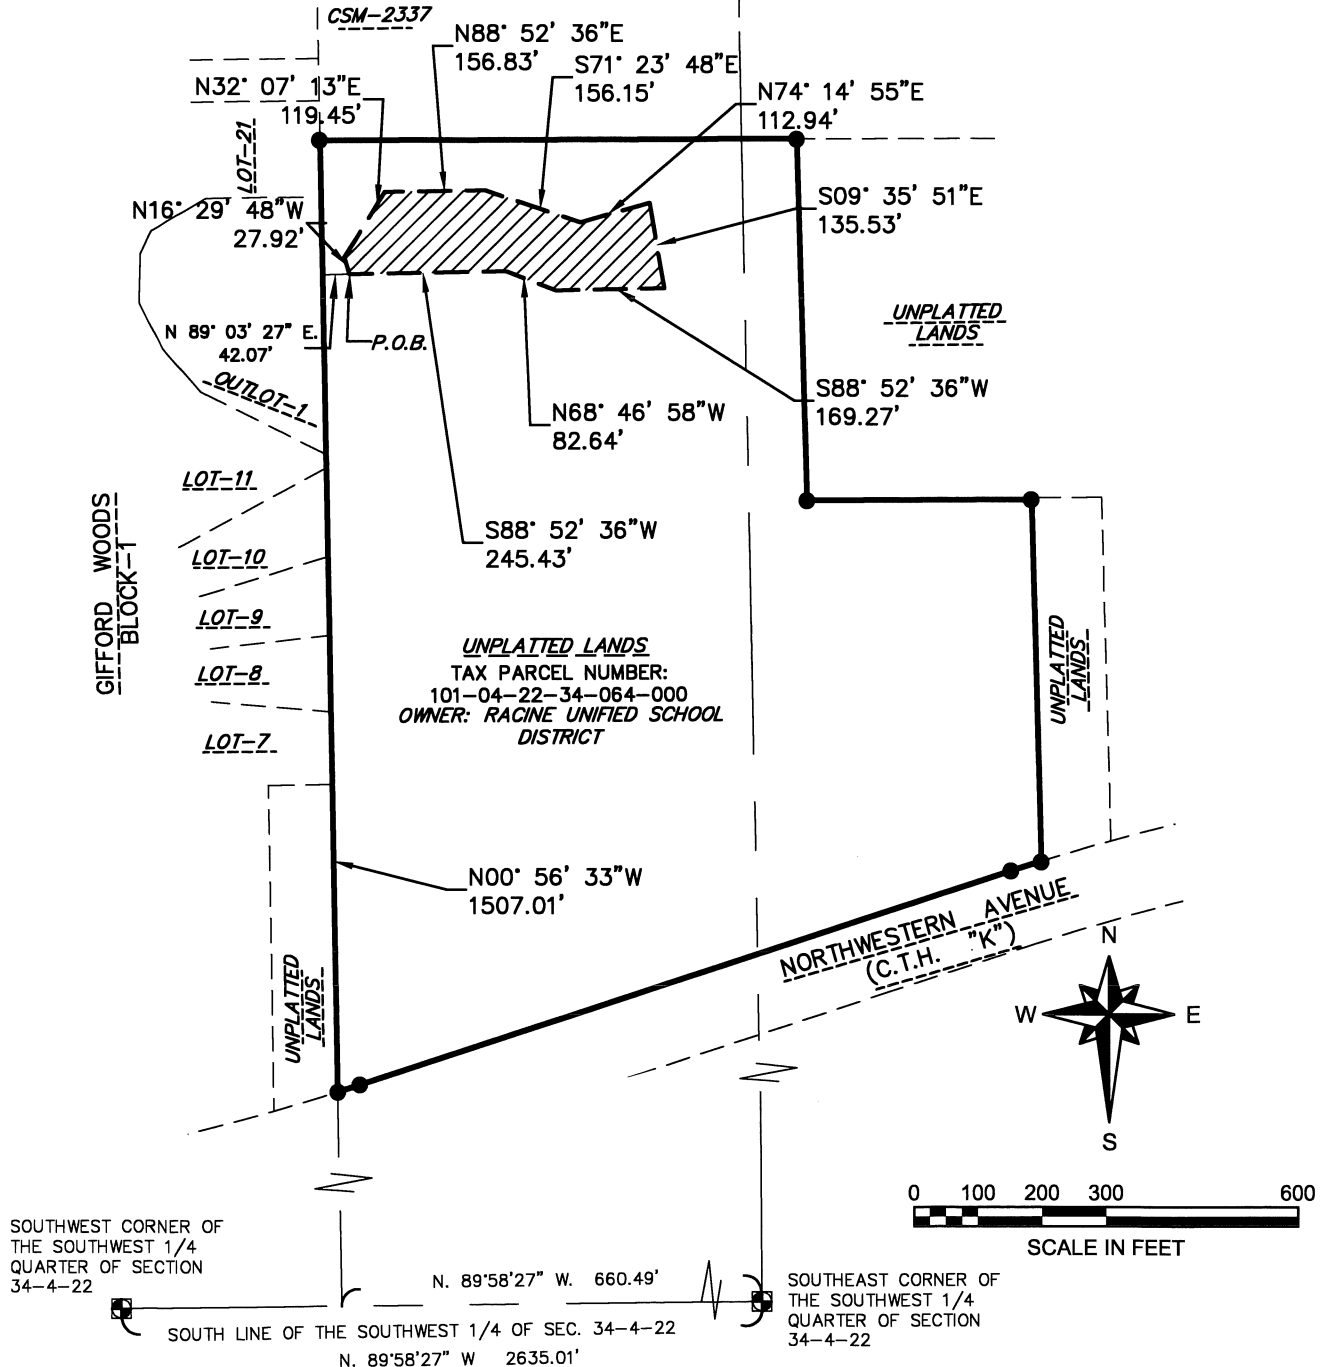 CSM-2337
N88° 52' 36"E
156.83'
S71° 23' 48"E
156.15'
N32° 07' 13"E
119.45'
N74° 14' 55"E
112.94'
LOT-21
N16° 29' 48"W
27.92'
S09° 35' 51"E
135.53'
N 89° 03' 27" E.
42.07'
P.O.B.
UNPLATTED
LANDS
OUTLOT-1
S88° 52' 36"W
169.27'
N68° 46' 58"W
82.64'
LOT-11
S88° 52' 36"W
245.43'
GIFFORD WOODS
BLOCK-1
LOT-10
LOT-9
LOT-8
LOT-7
UNPLATTED LANDS
TAX PARCEL NUMBER:
101-04-22-34-064-000
OWNER: RACINE UNIFIED SCHOOL
DISTRICT
UNPLATTED
LANDS
N00° 56' 33"W
1507.01'
UNPLATTED
LANDS
NORTHWESTERN AVENUE
(C.T.H. "K")
N
W
E
S
0 100 200 300 600
SCALE IN FEET
SOUTHWEST CORNER OF
THE SOUTHWEST 1/4
QUARTER OF SECTION
34-4-22
N. 89°58'27" W. 660.49'
SOUTHEAST CORNER OF
THE SOUTHWEST 1/4
QUARTER OF SECTION
34-4-22
SOUTH LINE OF THE SOUTHWEST 1/4 OF SEC. 34-4-22
N. 89°58'27" W 2635.01'